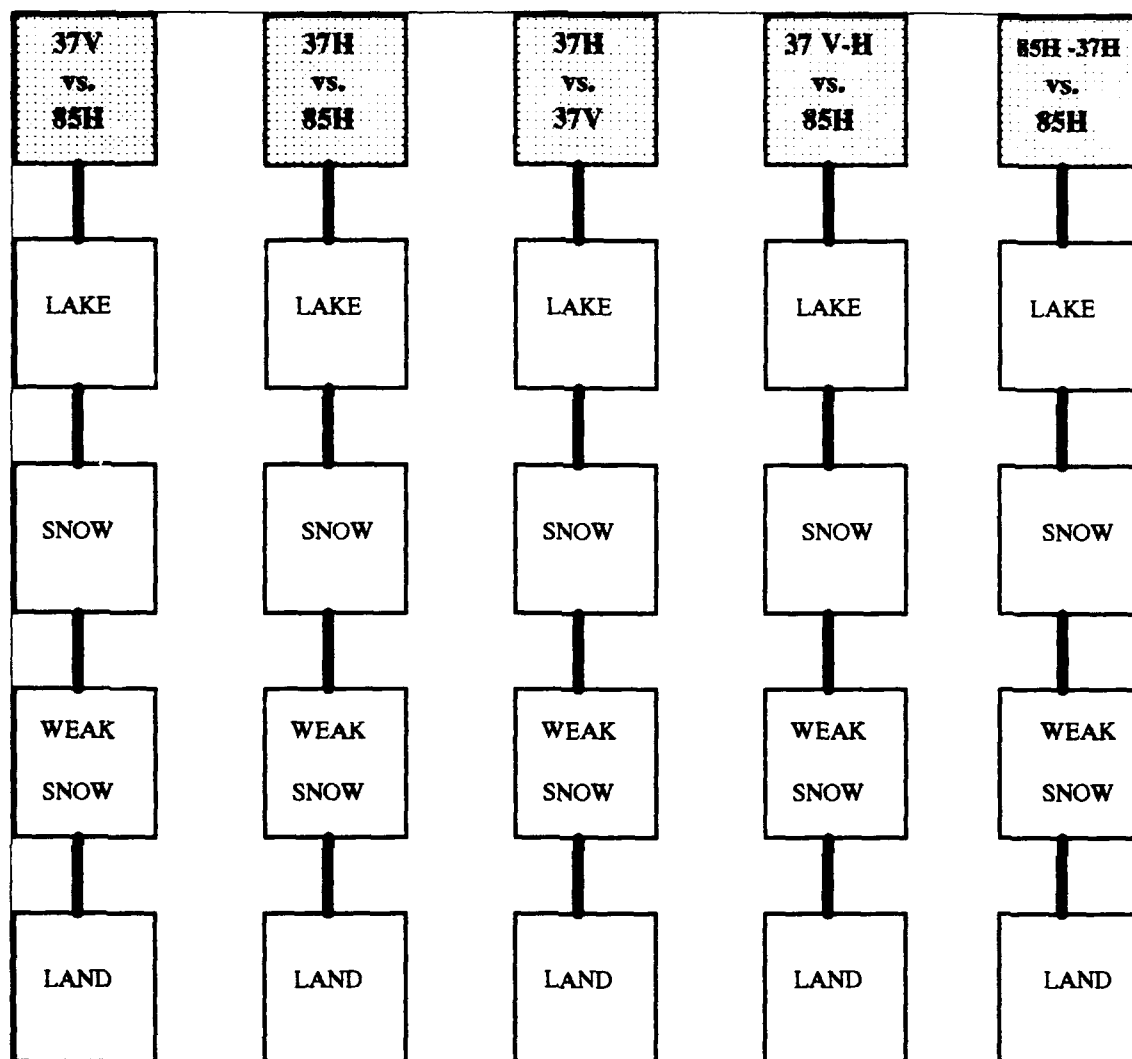 37V
vs.
85H
37H
vs.
85H
37H
vs.
37V
37 V-H
vs.
85H
85H -37H
vs.
85H
LAKE
LAKE
LAKE
LAKE
LAKE
SNOW
SNOW
SNOW
SNOW
SNOW
WEAK
SNOW
WEAK
SNOW
WEAK
SNOW
WEAK
SNOW
WEAK
SNOW
LAND
LAND
LAND
LAND
LAND